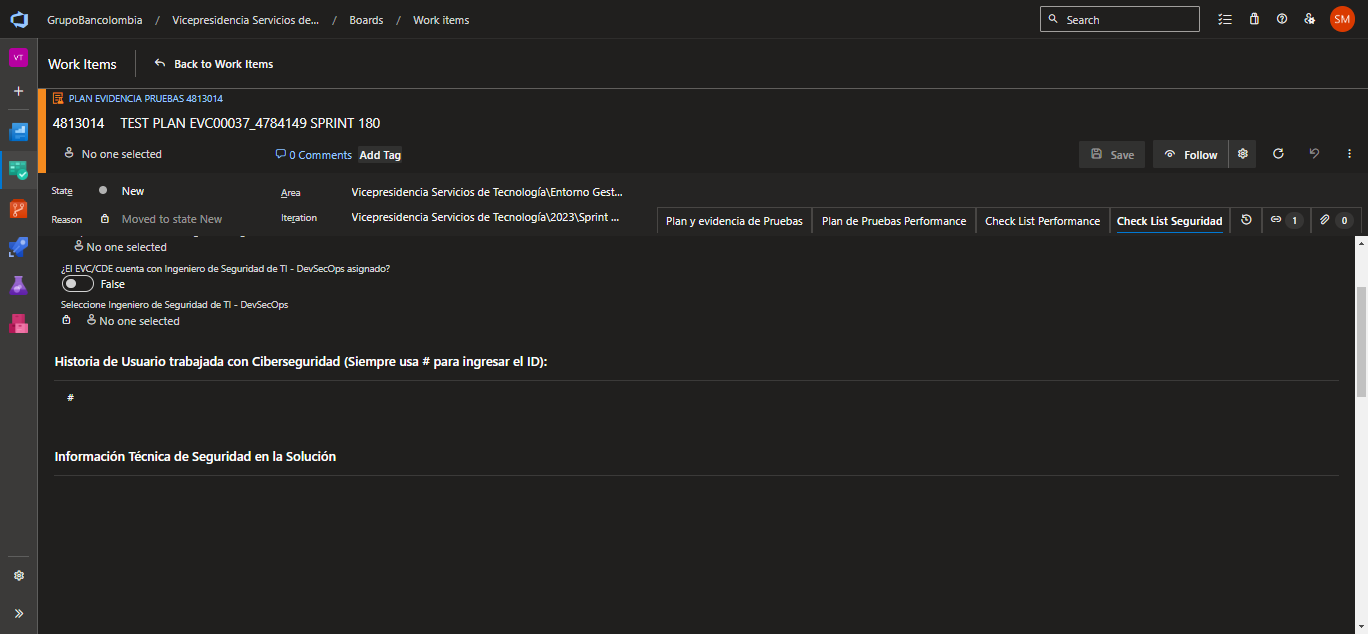 GrupoBancolombia / Vicepresidencia Servicios de... / Boards / Work items
Search
SM
VT
Work Items
Back to Work Items
PLAN EVIDENCIA PRUEBAS 4813014
4813014 TEST PLAN EVC00037_4784149 SPRINT 180
No one selected
0 Comments
Add Tag
Save
Follow
State New
Area Vicepresidencia Servicios de Tecnología\Entorno Gest...
Reason Moved to state New
Iteration Vicepresidencia Servicios de Tecnología\2023\Sprint ...
Plan y evidencia de Pruebas
Plan de Pruebas Performance
Check List Performance
Check List Seguridad
1
0
No one selected
¿El EVC/CDE cuenta con Ingeniero de Seguridad de TI - DevSecOps asignado?
False
Seleccione Ingeniero de Seguridad de TI - DevSecOps
No one selected
Historia de Usuario trabajada con Ciberseguridad (Siempre usa # para ingresar el ID):
#
Información Técnica de Seguridad en la Solución